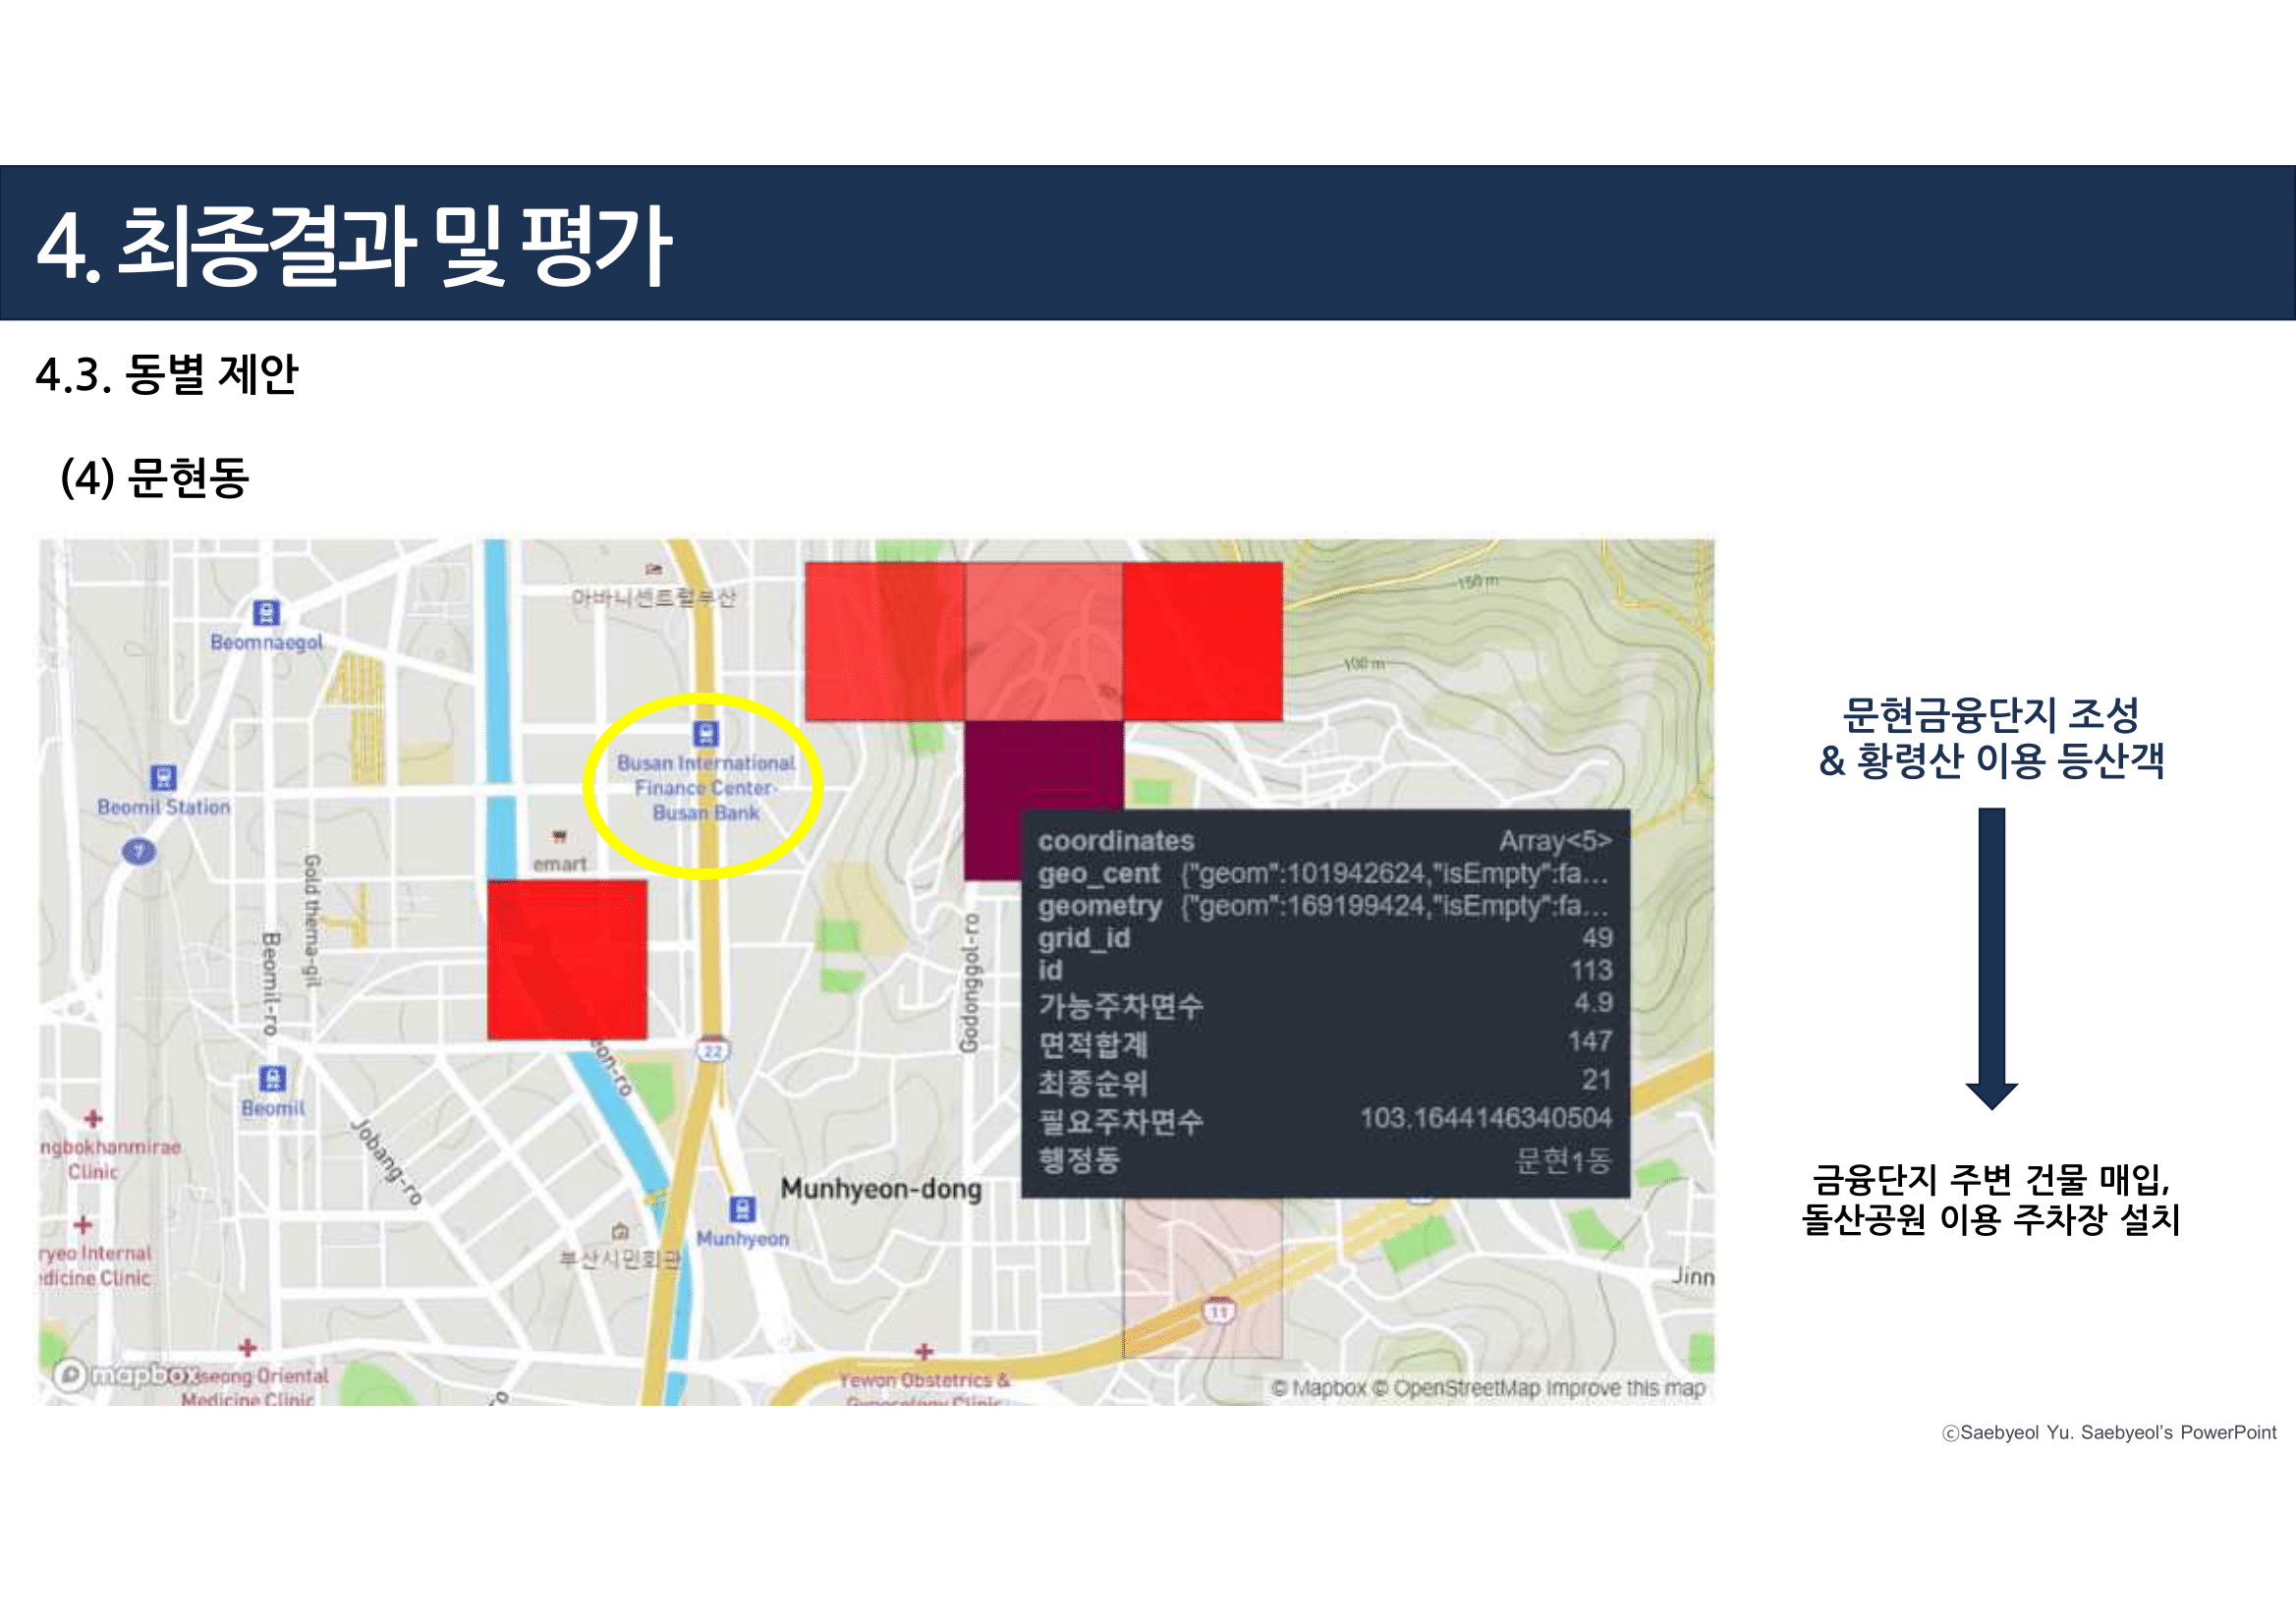 4. 최종결과 및 평가
4.3. 동별 제안
(4) 문현동
아바니센트럴부산
Beomnaegol
150 m
100 m
Busan International
Finance Center-
Busan Bank
Beomil Station
7
emart
Gold thema-gil
Beomil-ro
Godonggol-ro
eon-ro
22
Beomil
Jobang-ro
ngbokhanmirae
Clinic
Munhyeon-dong
부산시민회관
Munhyeon
ryeo Internal
dicine Clinic
11
Jinn
mapbox
seong Oriental
Medicine Clinic
Yewon Obstetrics &
Gynecology Clinic
© Mapbox © OpenStreetMap Improve this map
coordinates Array<5>
geo_cent {"geom":101942624,"isEmpty":fa...
geometry {"geom":169199424,"isEmpty":fa...
grid_id 49
id 113
가능주차면수 4.9
면적합계 147
최종순위 21
필요주차면수 103.1644146340504
행정동 문현1동
문현금융단지 조성
& 황령산 이용 등산객
금융단지 주변 건물 매입,
돌산공원 이용 주차장 설치
ⓒSaebyeol Yu. Saebyeol's PowerPoint